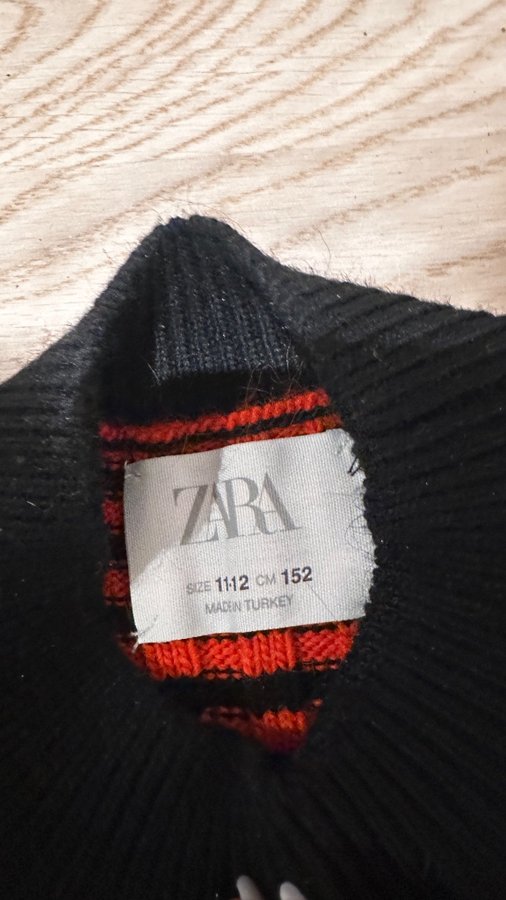 ZARA
SIZE 11-12 CM 152
MADE IN TURKEY